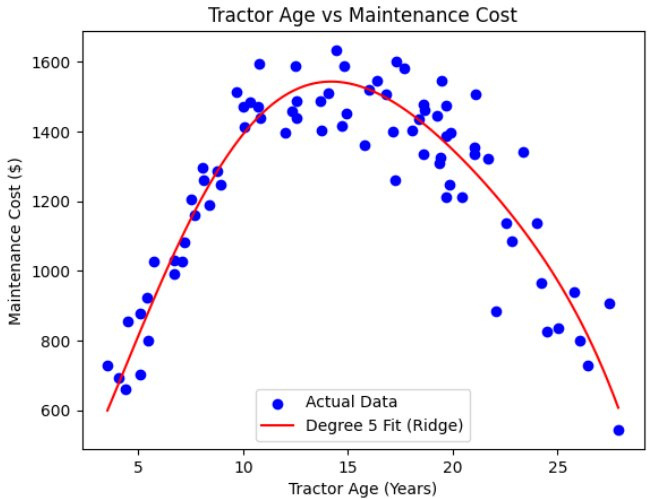 Tractor Age vs Maintenance Cost
1600
1400
1200
1000
800
600
Maintenance Cost ($)
Actual Data
Degree 5 Fit (Ridge)
5
10
15
20
25
Tractor Age (Years)